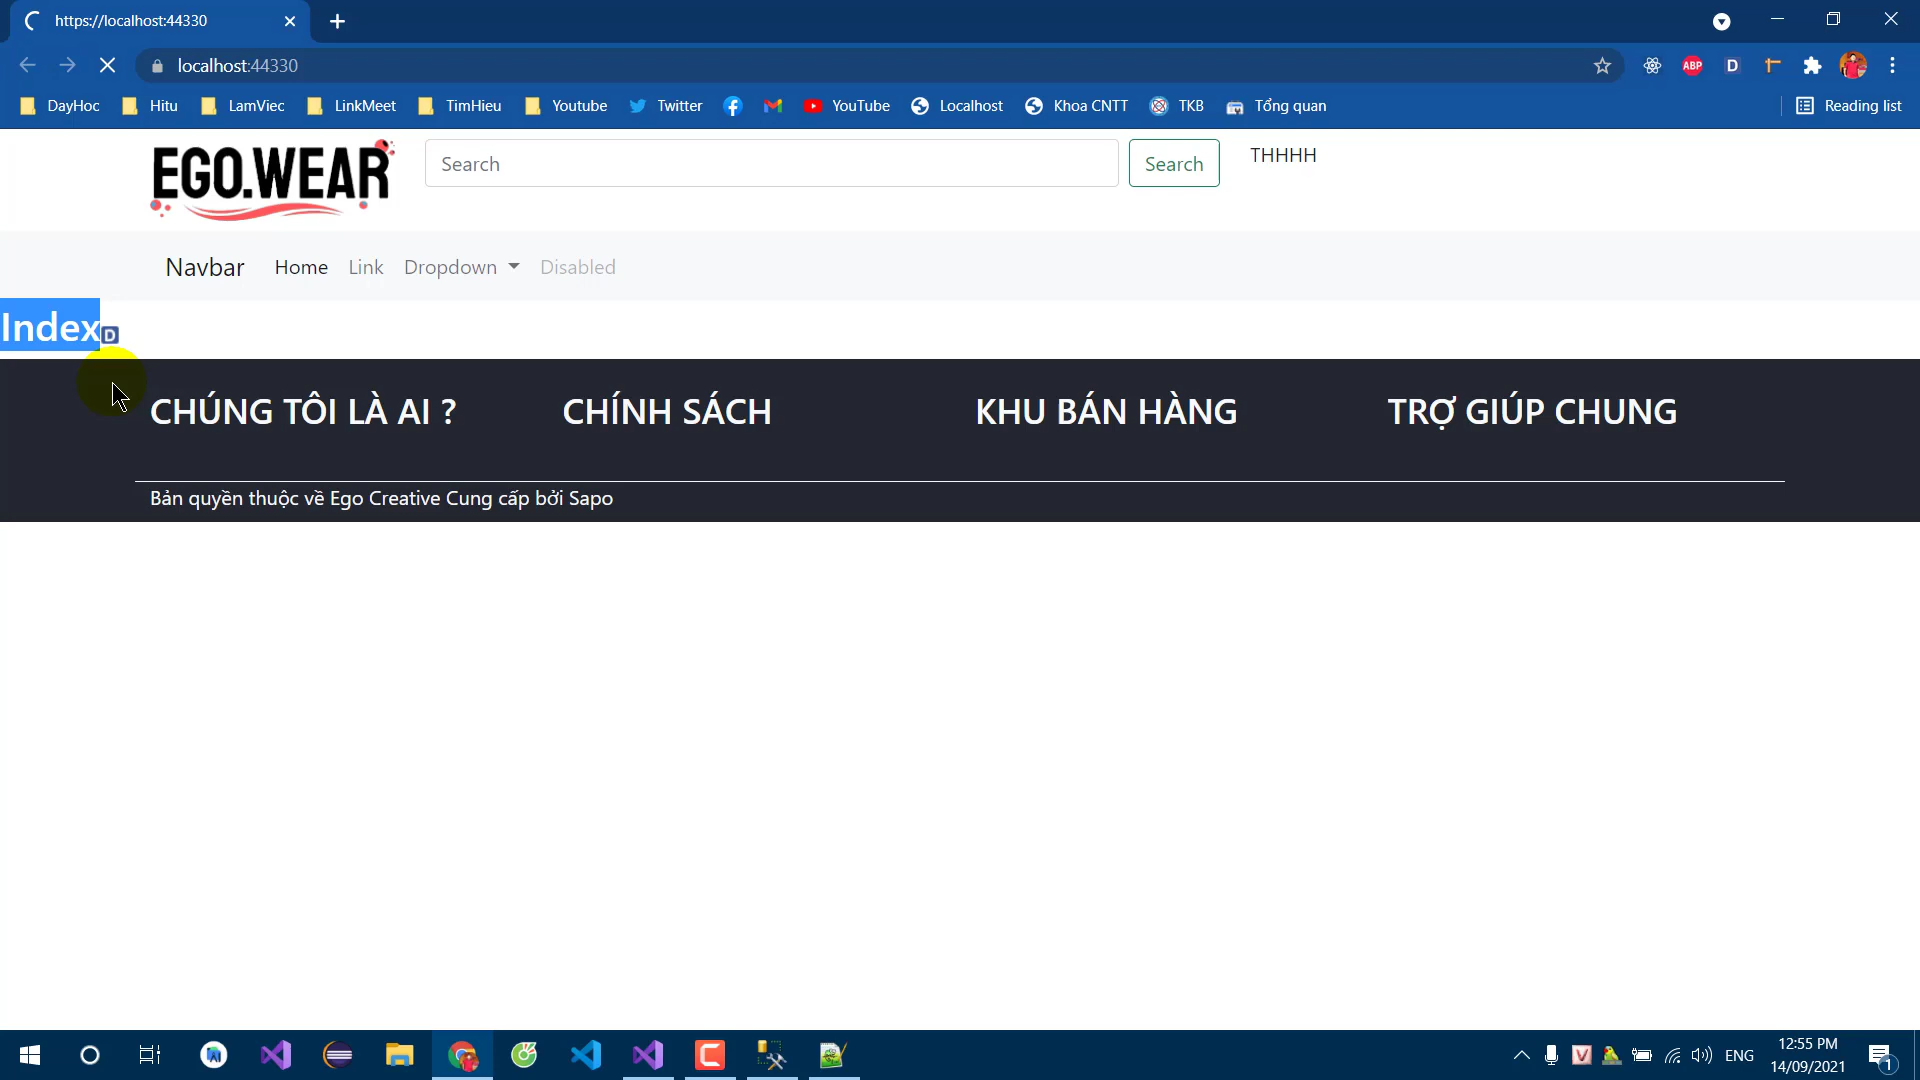 https://localhost:44330
localhost:44330
ABP
D
DayHoc Hitu LamViec LinkMeet TimHieu Youtube Twitter YouTube Localhost Khoa CNTT TKB Tổng quan Reading list
EGO.WEAR
Search
Search
THHHH
Navbar Home Link Dropdown Disabled
Index
D
CHÚNG TÔI LÀ AI ? CHÍNH SÁCH KHU BÁN HÀNG TRỢ GIÚP CHUNG
Bản quyền thuộc về Ego Creative Cung cấp bởi Sapo
V
ENG
12:55 PM
14/09/2021
1